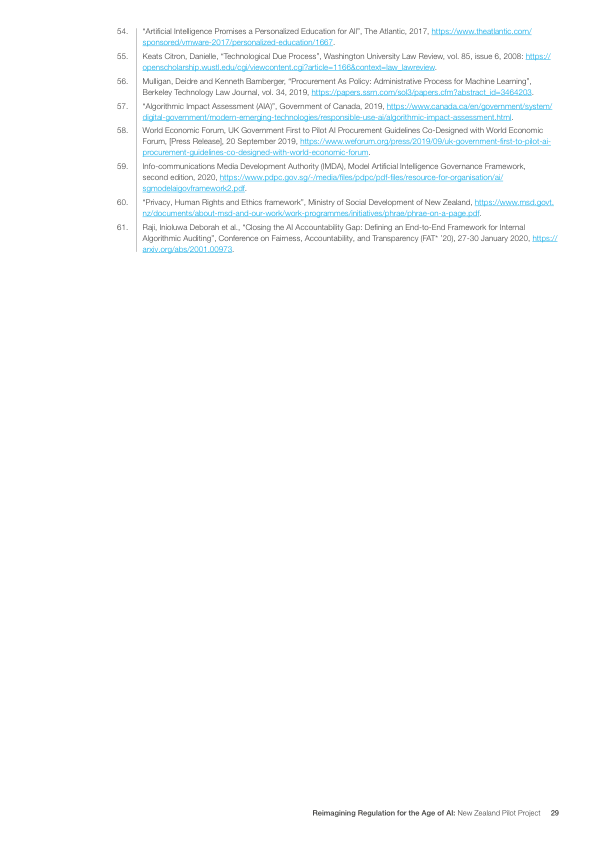 54. “Artificial Intelligence Promises a Personalized Education for All”, The Atlantic, 2017, https://www.theatlantic.com/
sponsored/vmware-2017/personalized-education/1667.
55. Keats Citron, Danielle, “Technological Due Process”, Washington University Law Review, vol. 85, issue 6, 2008: https://
openscholarship.wustl.edu/cgi/viewcontent.cgi?article=1166&context=law_lawreview.
56. Mulligan, Deidre and Kenneth Bamberger, “Procurement As Policy: Administrative Process for Machine Learning”,
Berkeley Technology Law Journal, vol. 34, 2019, https://papers.ssrn.com/sol3/papers.cfm?abstract_id=3464203.
57. “Algorithmic Impact Assessment (AIA)”, Government of Canada, 2019, https://www.canada.ca/en/government/system/
digital-government/modern-emerging-technologies/responsible-use-ai/algorithmic-impact-assessment.html.
58. World Economic Forum, UK Government First to Pilot AI Procurement Guidelines Co-Designed with World Economic
Forum, [Press Release], 20 September 2019, https://www.weforum.org/press/2019/09/uk-government-first-to-pilot-ai-
procurement-guidelines-co-designed-with-world-economic-forum.
59. Info-communications Media Development Authority (IMDA), Model Artificial Intelligence Governance Framework,
second edition, 2020, https://www.pdpc.gov.sg/-/media/files/pdpc/pdf-files/resource-for-organisation/ai/
sgmodelaigovframework2.pdf.
60. “Privacy, Human Rights and Ethics framework”, Ministry of Social Development of New Zealand, https://www.msd.govt.
nz/documents/about-msd-and-our-work/work-programmes/initiatives/phrae/phrae-on-a-page.pdf.
61. Raji, Inioluwa Deborah et al., “Closing the AI Accountability Gap: Defining an End-to-End Framework for Internal
Algorithmic Auditing”, Conference on Fairness, Accountability, and Transparency (FAT* ’20), 27-30 January 2020, https://
arxiv.org/abs/2001.00973.
Reimagining Regulation for the Age of AI: New Zealand Pilot Project 29